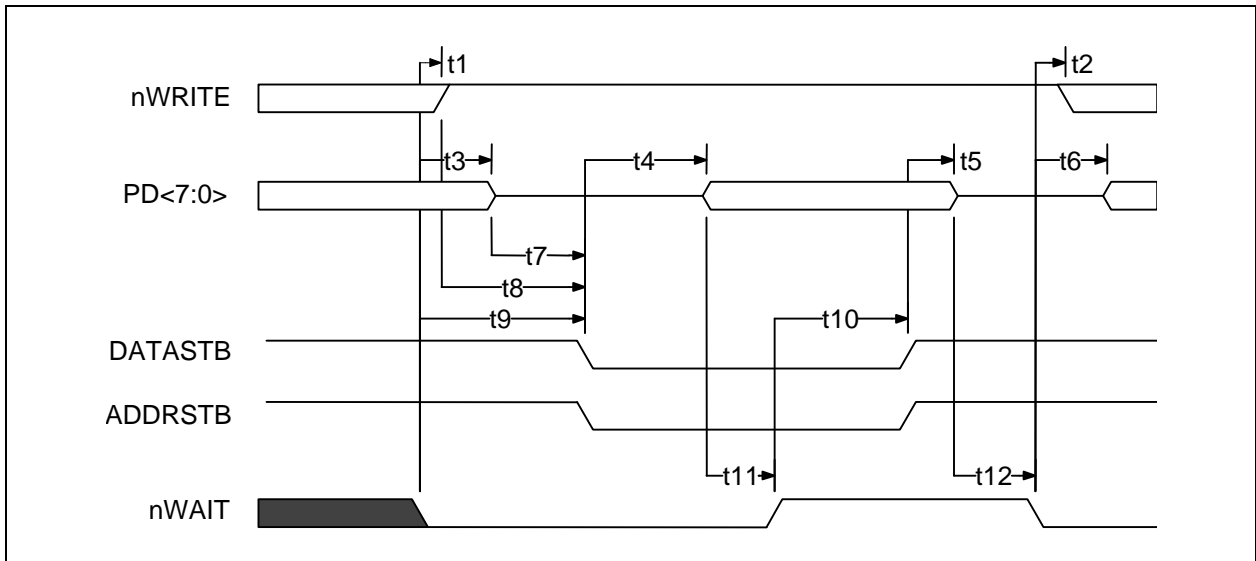 t1 t2
nWRITE
t3 t4 t5 t6
PD<7:0>
t7
t8
t9 t10
DATASTB
ADDRSTB
t11 t12
nWAIT